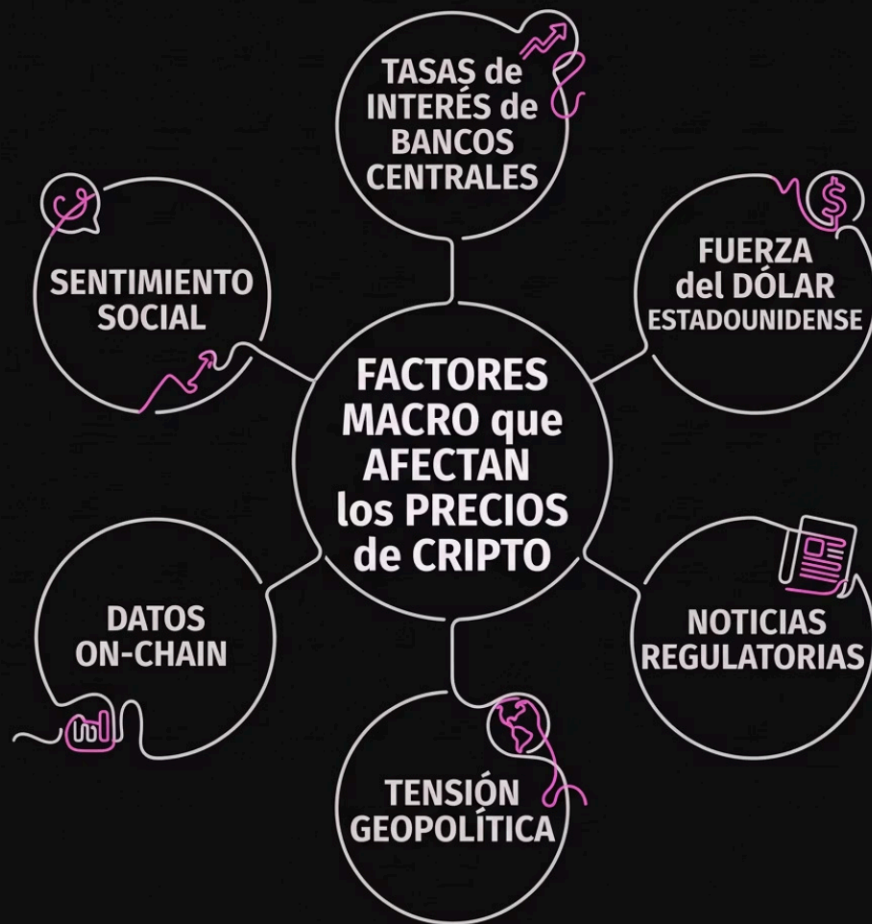 TASAS de
INTERÉS de
BANCOS
CENTRALES
SENTIMIENTO
SOCIAL
FUERZA
del DÓLAR
ESTADOUNIDENSE
FACTORES
MACRO que
AFECTAN
los PRECIOS
de CRIPTO
DATOS
ON-CHAIN
NOTICIAS
REGULATORIAS
TENSIÓN
GEOPOLÍTICA